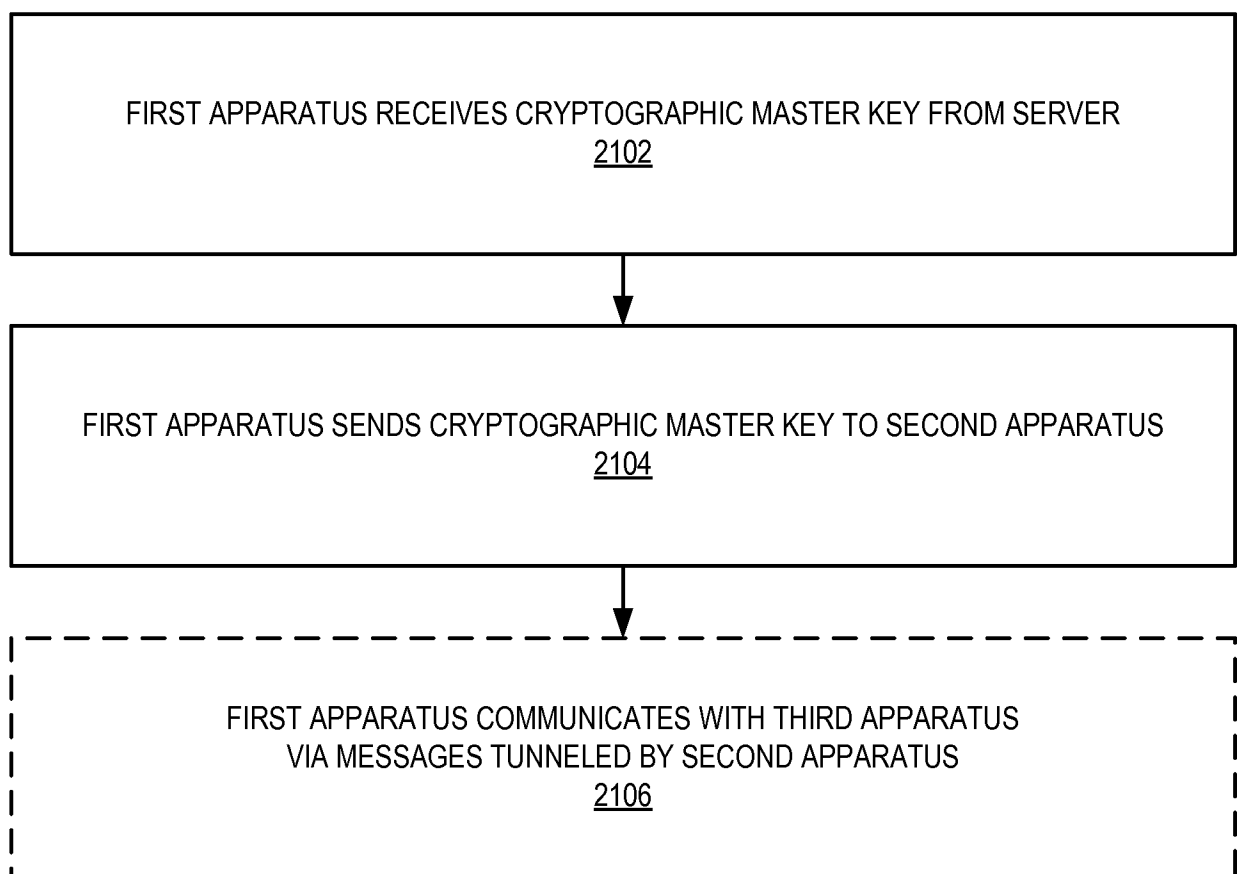 FIRST APPARATUS RECEIVES CRYPTOGRAPHIC MASTER KEY FROM SERVER
2102
FIRST APPARATUS SENDS CRYPTOGRAPHIC MASTER KEY TO SECOND APPARATUS
2104
FIRST APPARATUS COMMUNICATES WITH THIRD APPARATUS
VIA MESSAGES TUNNELED BY SECOND APPARATUS
2106